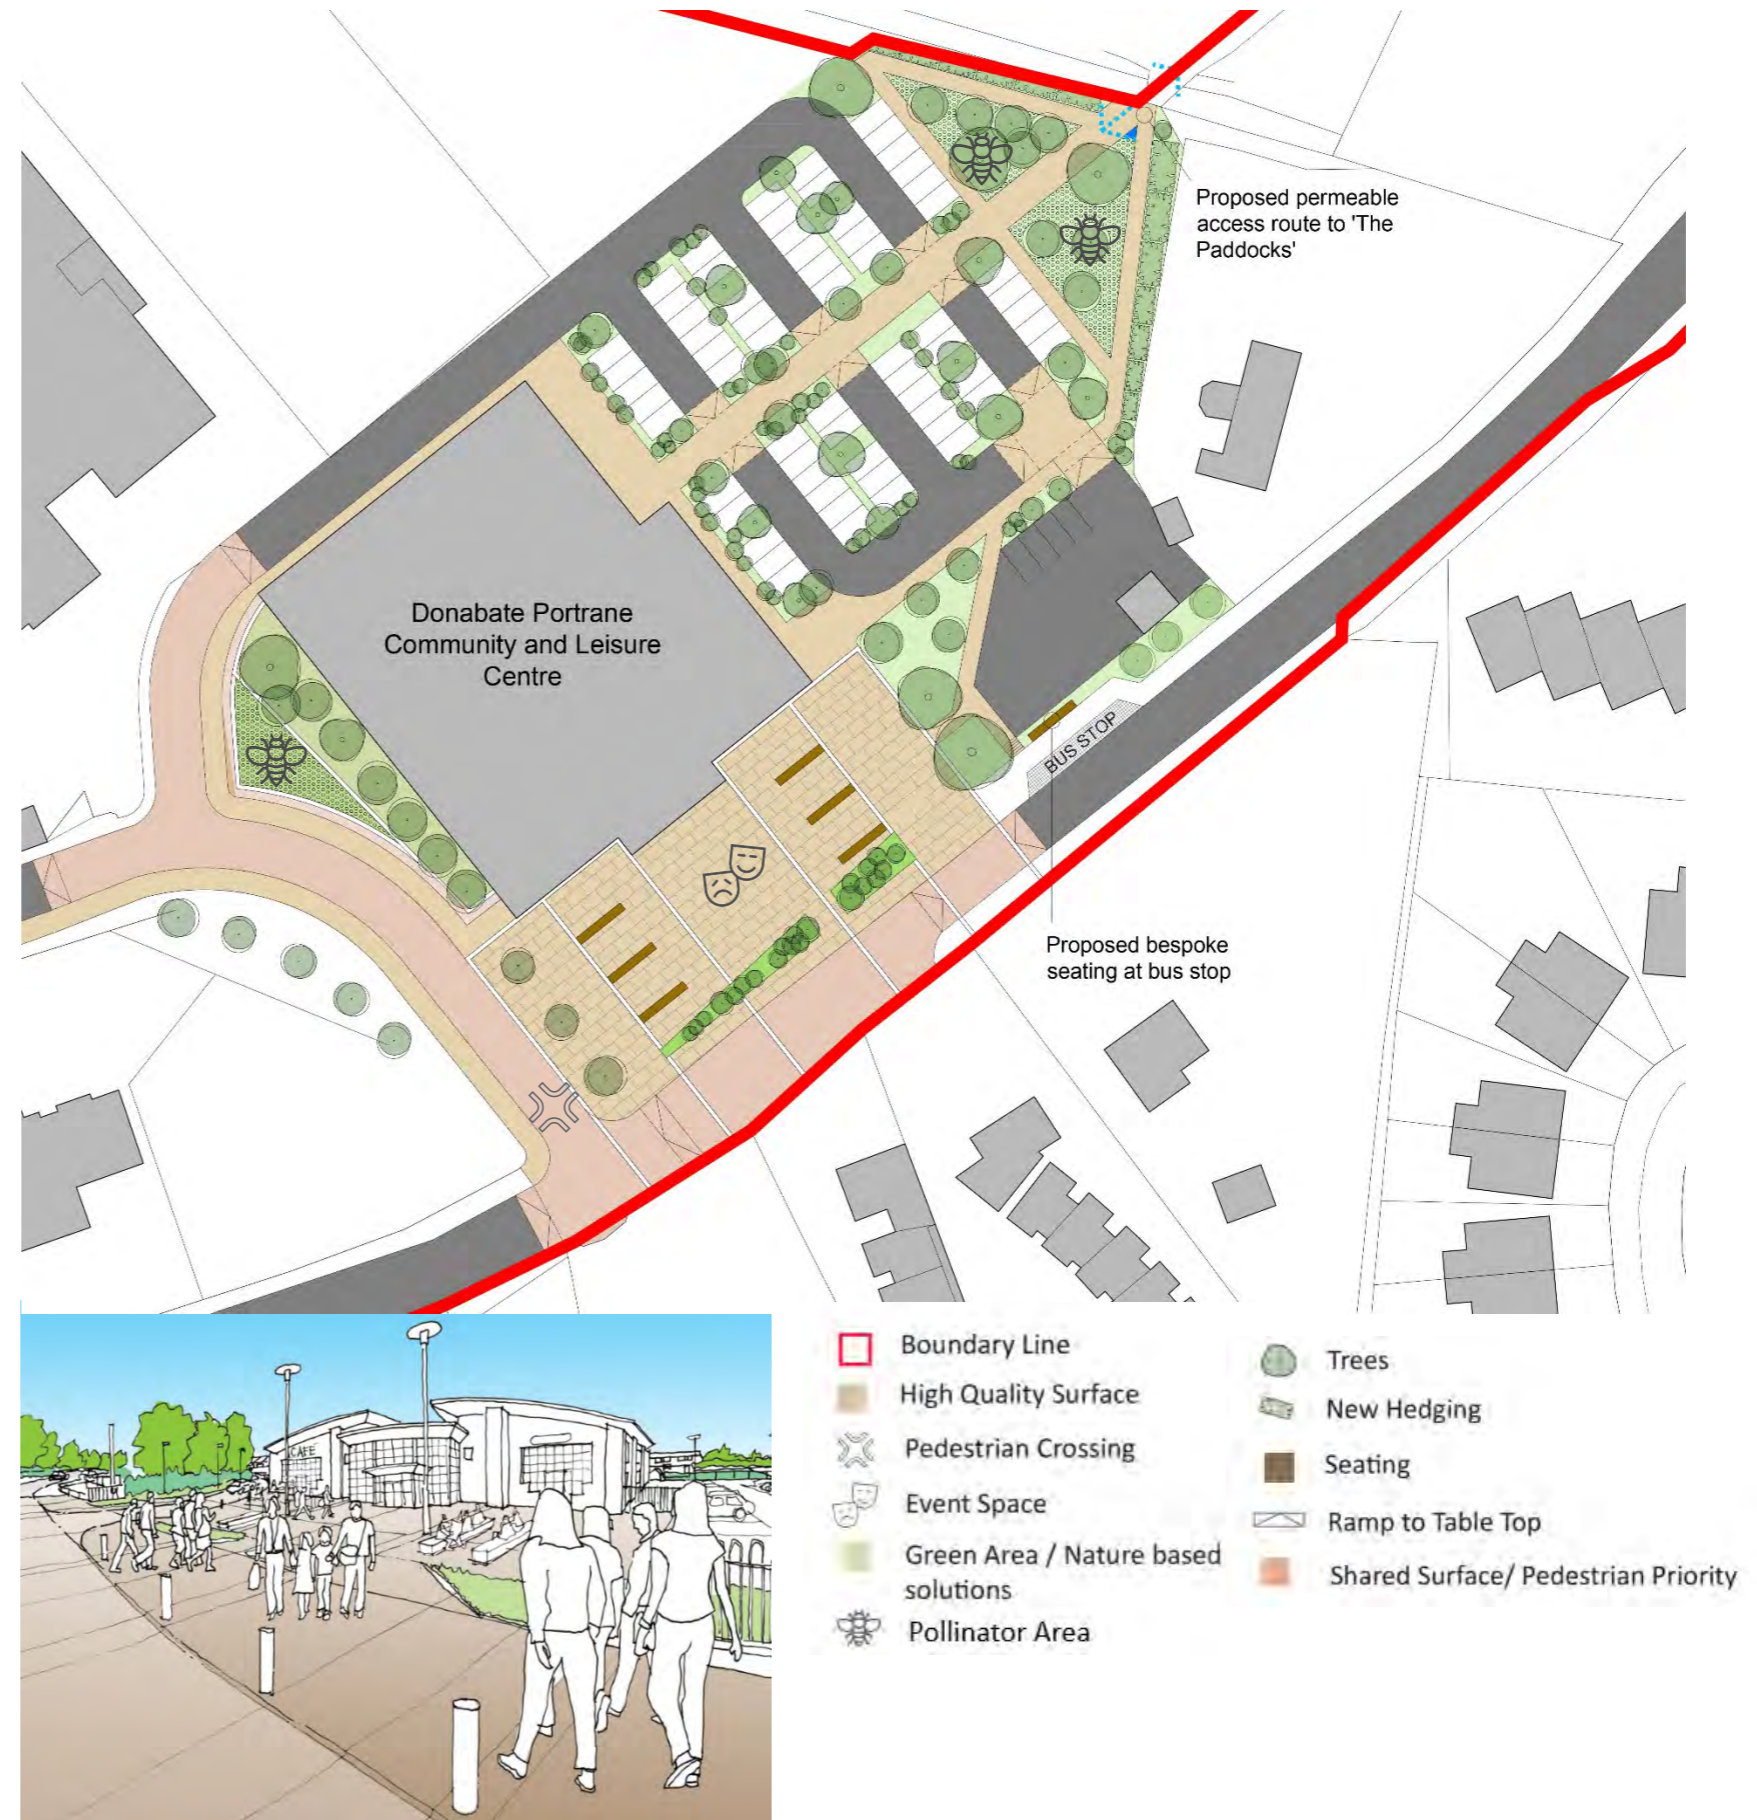 Proposed permeable
access route to 'The
Paddocks'
Donabate Portrane
Community and Leisure
Centre
BUS STOP
Proposed bespoke
seating at bus stop
CAFE
Boundary Line
High Quality Surface
Pedestrian Crossing
Event Space
Green Area / Nature based
solutions
Pollinator Area
Trees
New Hedging
Seating
Ramp to Table Top
Shared Surface/ Pedestrian Priority